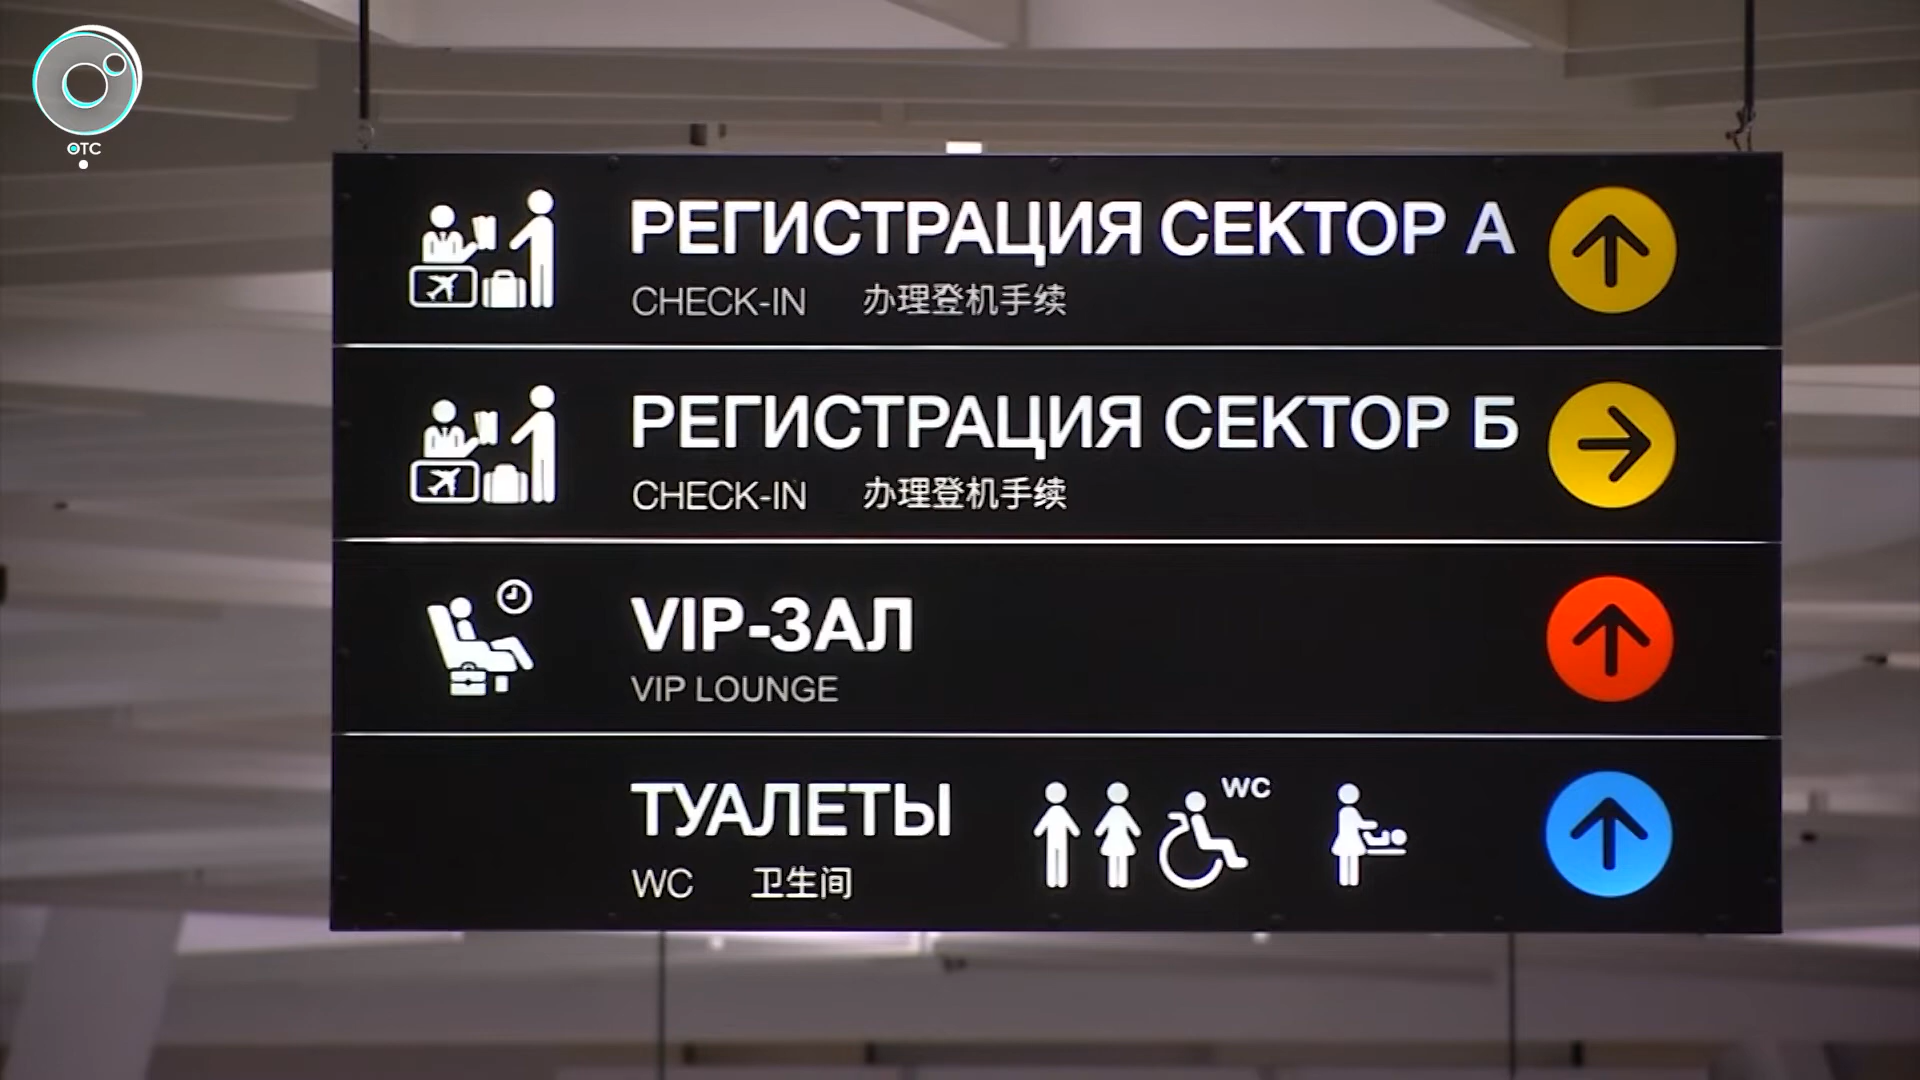 ОТС
РЕГИСТРАЦИЯ СЕКТОР А
CHECK-IN 办理登机手续
РЕГИСТРАЦИЯ СЕКТОР Б
CHECK-IN 办理登机手续
VIP-ЗАЛ
VIP LOUNGE
ТУАЛЕТЫ WC
WC 卫生间